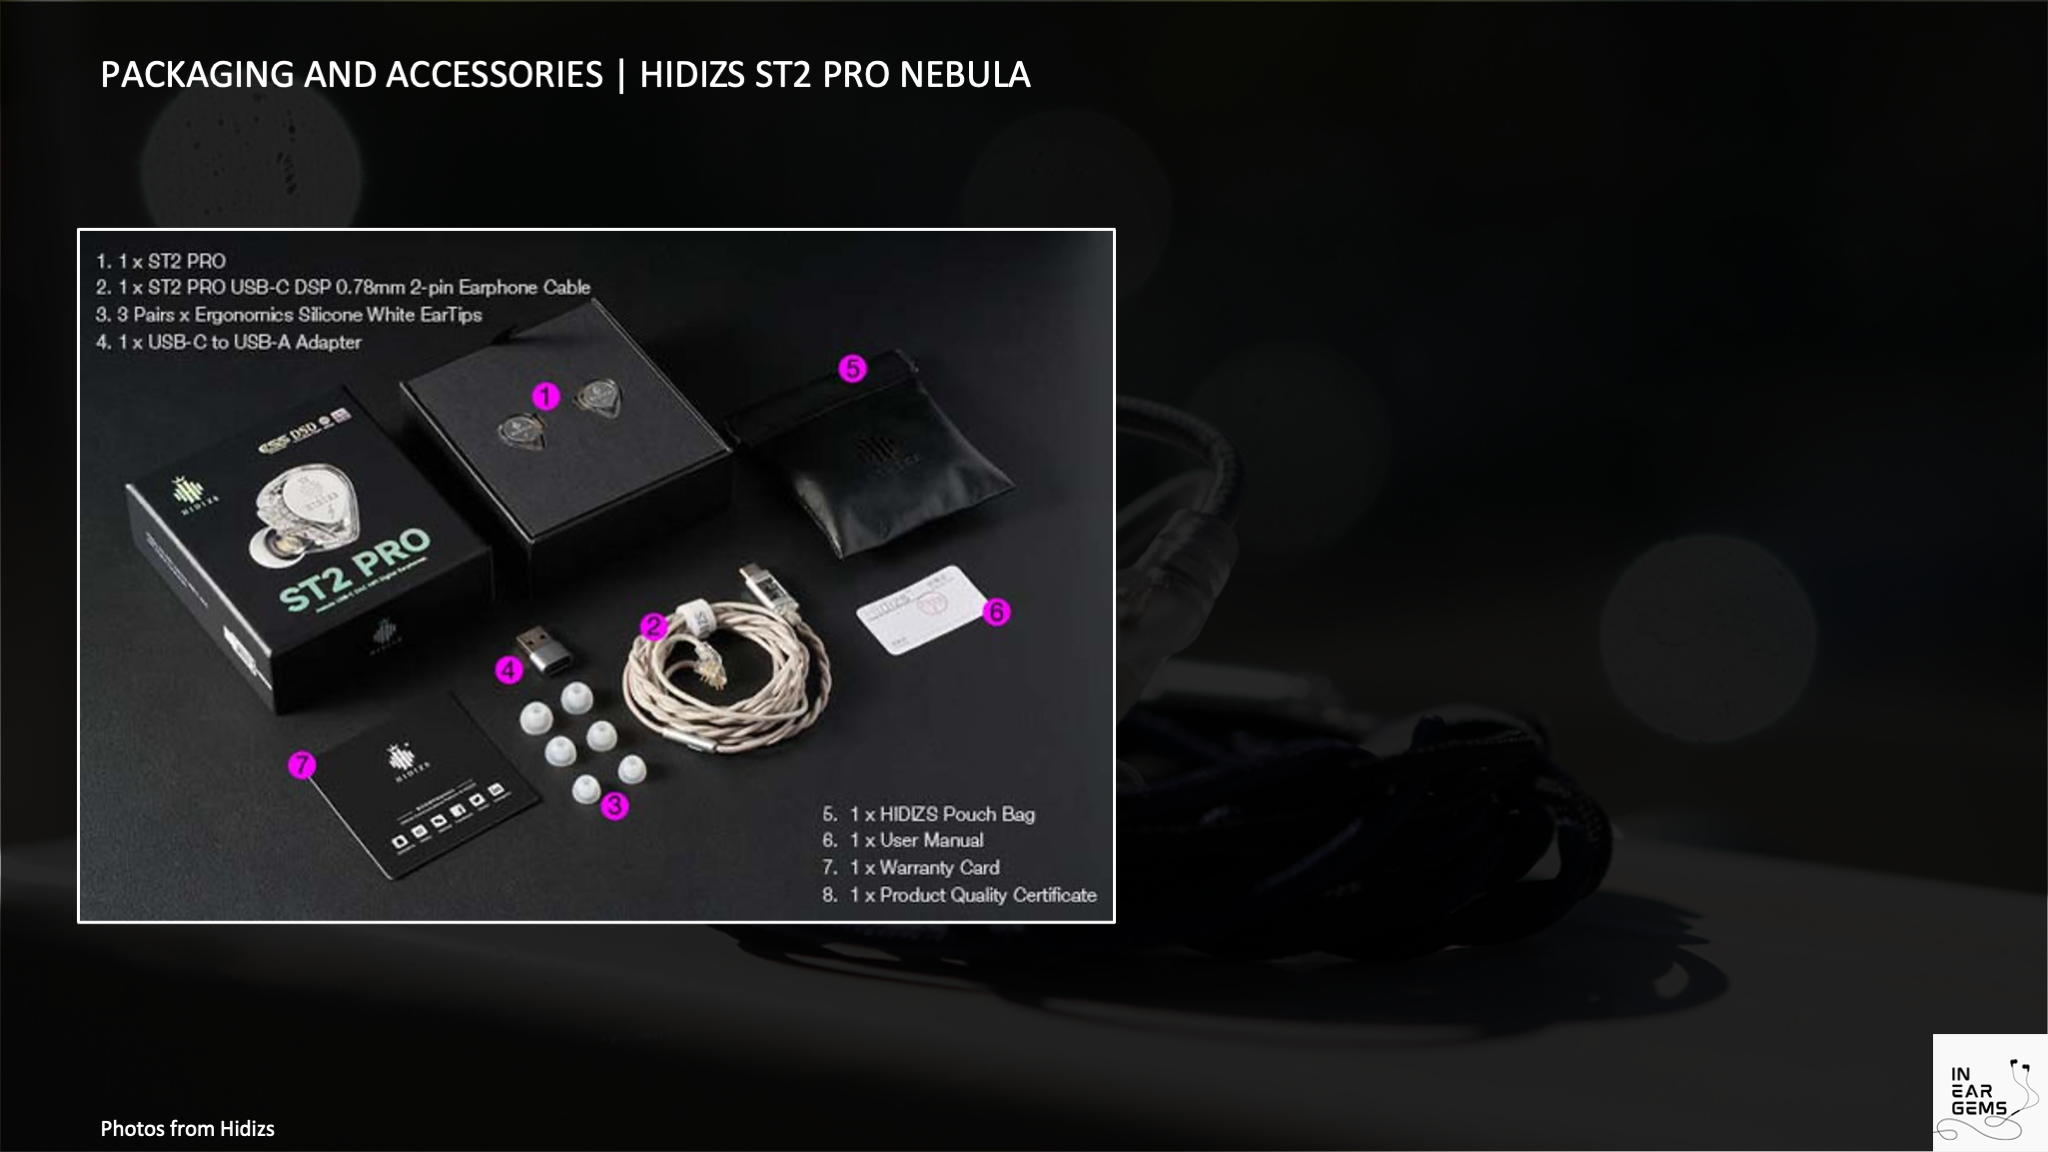 PACKAGING AND ACCESSORIES | HIDIZS ST2 PRO NEBULA
1. 1 x ST2 PRO
2. 1 x ST2 PRO USB-C DSP 0.78mm 2-pin Earphone Cable
3. 3 Pairs x Ergonomics Silicone White EarTips
4. 1 x USB-C to USB-A Adapter
5
1
DSD
HIDIZS
ST2 PRO
2
6
4
7
HIDIZS
3
5. 1 x HIDIZS Pouch Bag
6. 1 x User Manual
7. 1 x Warranty Card
8. 1 x Product Quality Certificate
Photos from Hidizs
IN
EAR
GEMS